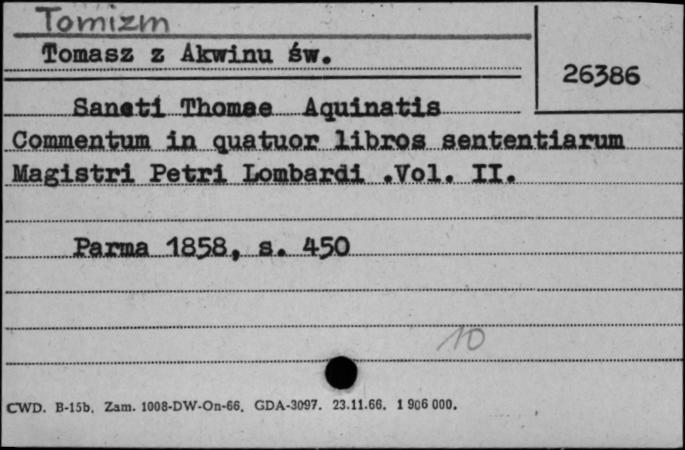 Tomizm
Tomasz z Akwinu św.
26386
Sancti Thomae Aquinatis
Commentum in quatuor libros sententiarum
Magistri Petri Lombardi .Vol. II.
Parma 1858, s. 450
10
CWD. B-15b. Zam. 1008-DW-On-66. GDA-3097. 23.11.66. 1 906 000.